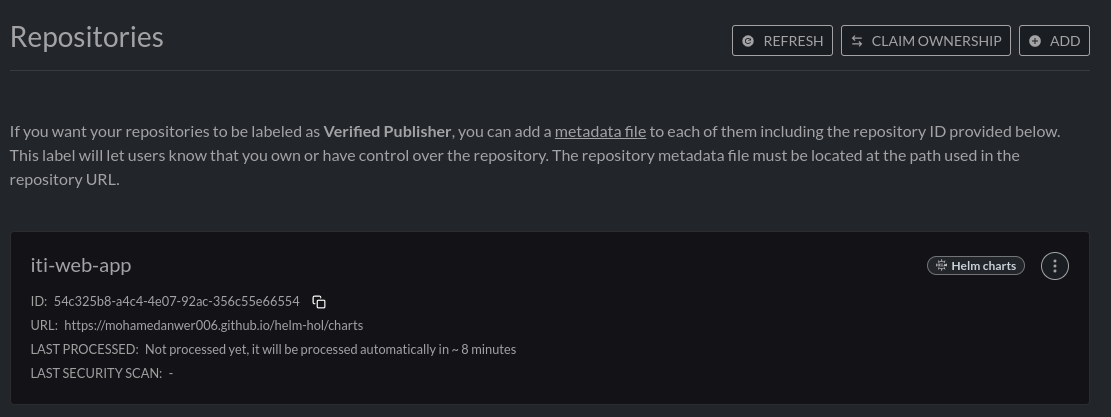 Repositories
REFRESH
CLAIM OWNERSHIP
ADD
If you want your repositories to be labeled as Verified Publisher, you can add a metadata file to each of them including the repository ID provided below.
This label will let users know that you own or have control over the repository. The repository metadata file must be located at the path used in the
repository URL.
iti-web-app
Helm charts
ID: 54c325b8-a4c4-4e07-92ac-356c55e66554
URL: https://mohamedanwer006.github.io/helm-hol/charts
LAST PROCESSED: Not processed yet, it will be processed automatically in ~ 8 minutes
LAST SECURITY SCAN: -